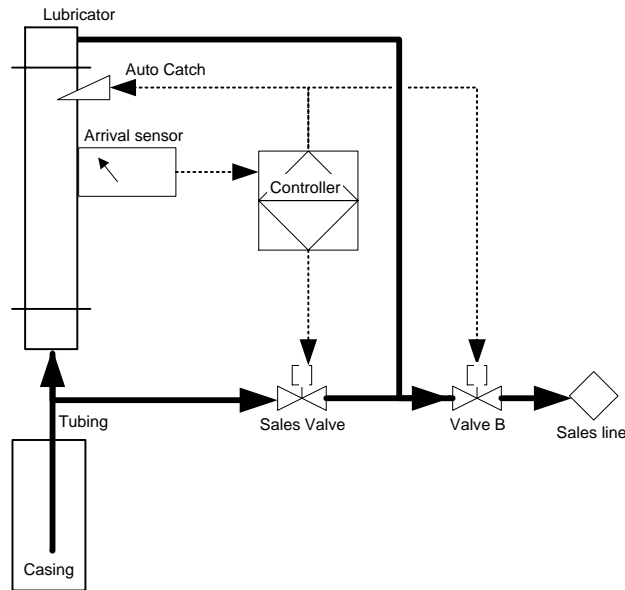 Lubricator
Auto Catch
Arrival sensor
Controller
Tubing
Sales Valve
Valve B
Sales line
Casing